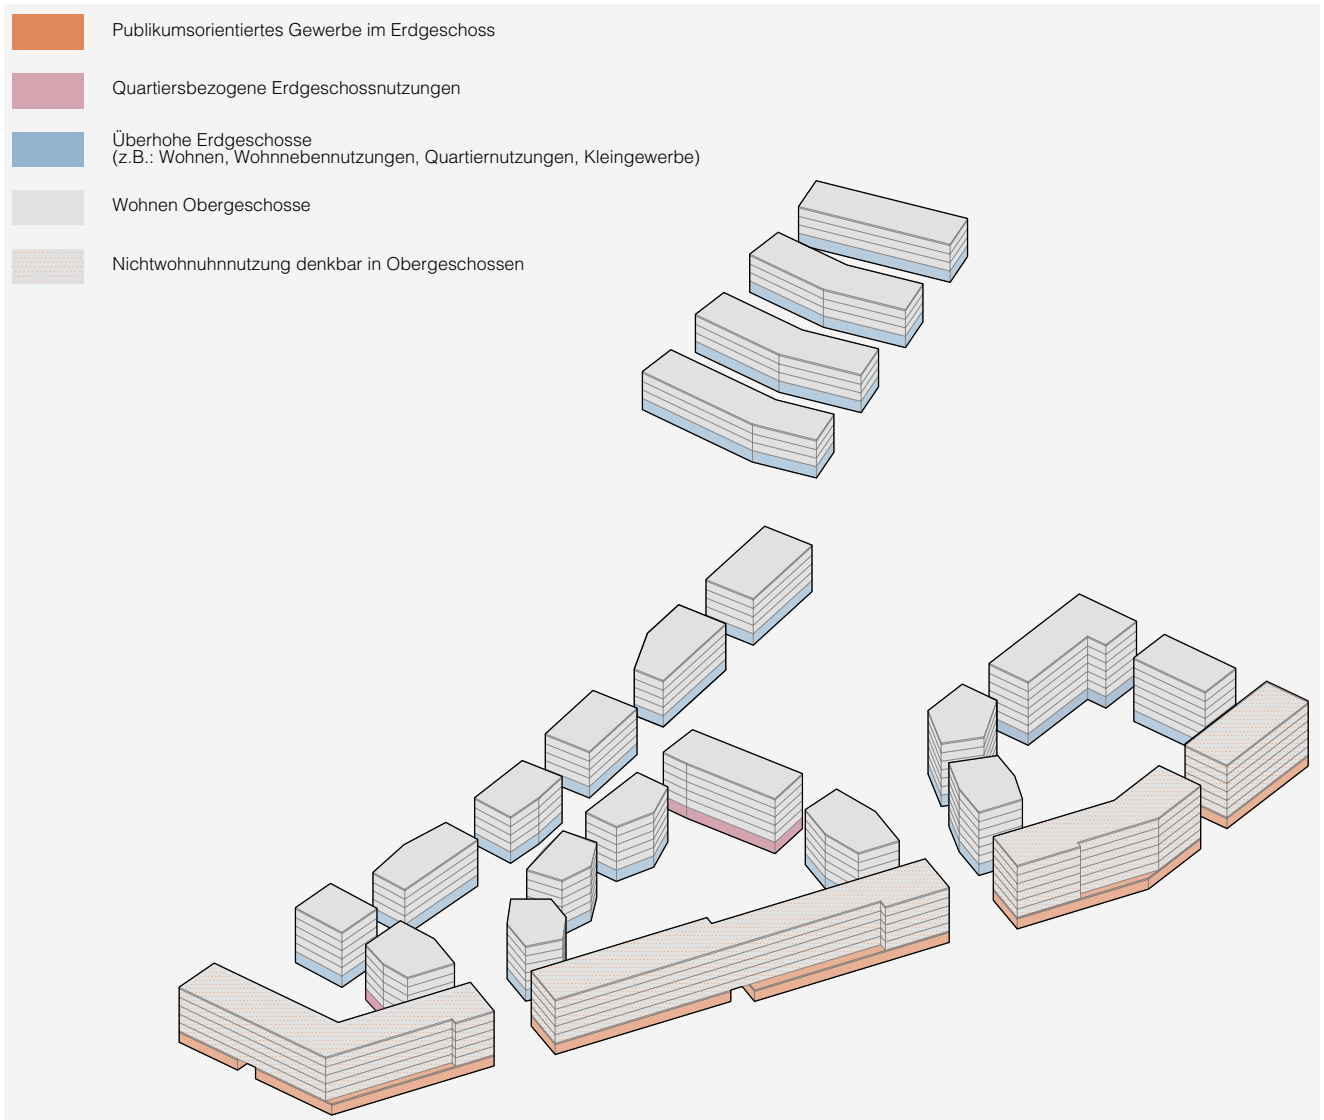 Publikumsorientiertes Gewerbe im Erdgeschoss
Quartiersbezogene Erdgeschossnutzungen
Überhohe Erdgeschosse
(z.B.: Wohnen, Wohnnebennutzungen, Quartiernutzungen, Kleingewerbe)
Wohnen Obergeschosse
Nichtwohnuhnnutzung denkbar in Obergeschossen